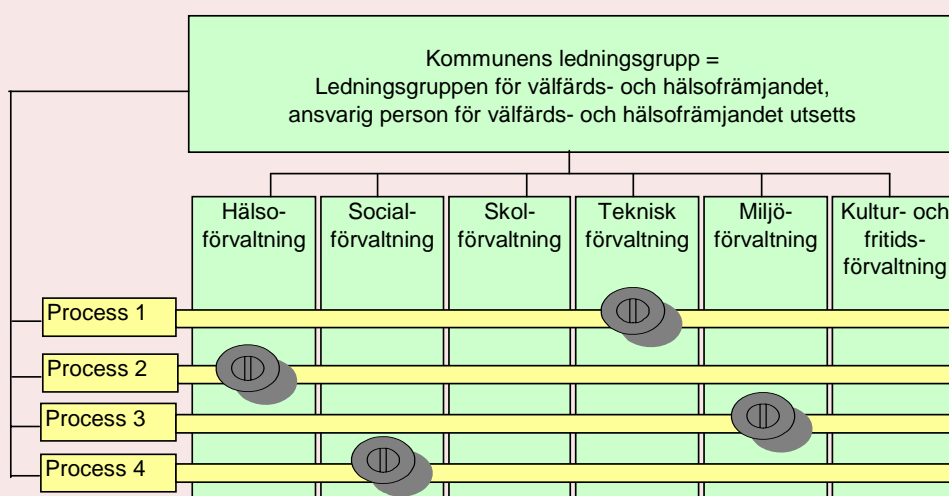 Kommunens ledningsgrupp =
Ledningsgruppen för välfärds- och hälsofrämjandet,
ansvarig person för välfärds- och hälsofrämjandet utsetts
Hälso-
förvaltning
Social-
förvaltning
Skol-
förvaltning
Teknisk
förvaltning
Miljö-
förvaltning
Kultur- och
fritids-
förvaltning
Process 1
Process 2
Process 3
Process 4